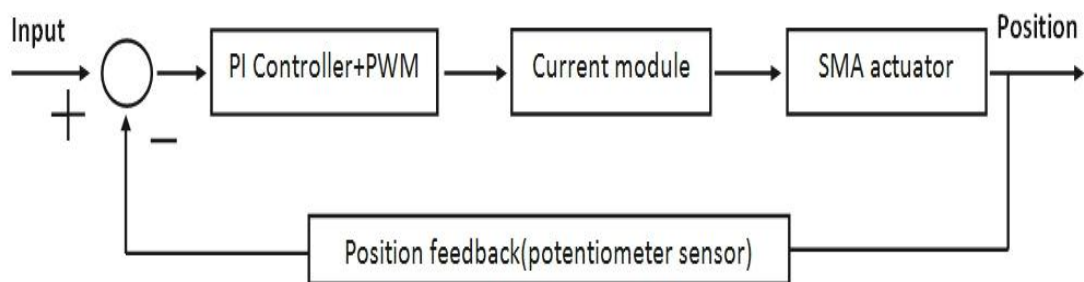 Input
Position
PI Controller+PWM
Current module
SMA actuator
+
−
Position feedback(potentiometer sensor)